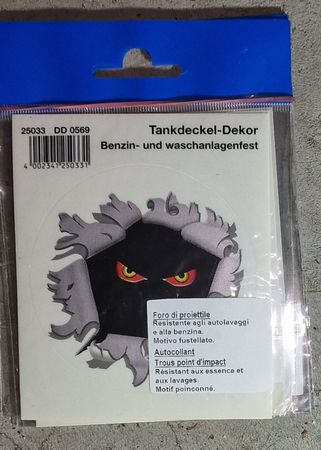 25033 DD 0569
4 002341 250331
Tankdeckel-Dekor
Benzin- und waschanlagenfest
Foro di proiettile
Resistente agli autolavaggi
e alla benzina.
Motivo fustellato.
Autocollant
Trous point d'impact
Résistant aux essence et
aux lavages.
Motif poinconné.